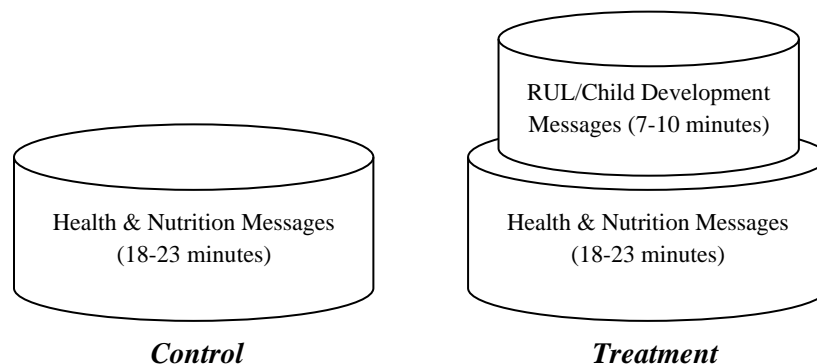 RUL/Child Development
Messages (7-10 minutes)
Health & Nutrition Messages
(18-23 minutes)
Health & Nutrition Messages
(18-23 minutes)
Control
Treatment